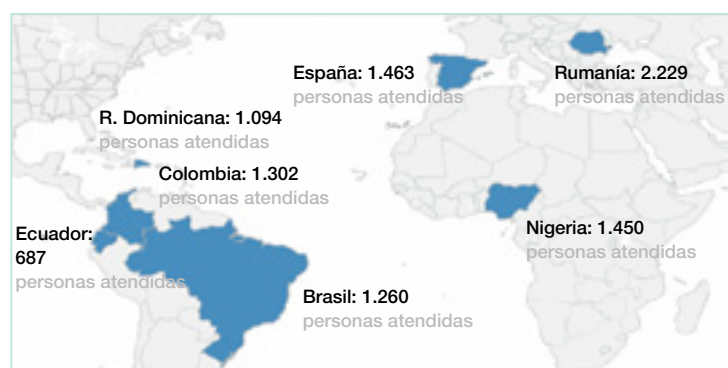 España: 1.463
personas atendidas
Rumanía: 2.229
personas atendidas
R. Dominicana: 1.094
personas atendidas
Colombia: 1.302
personas atendidas
Ecuador:
687
personas atendidas
Nigeria: 1.450
personas atendidas
Brasil: 1.260
personas atendidas